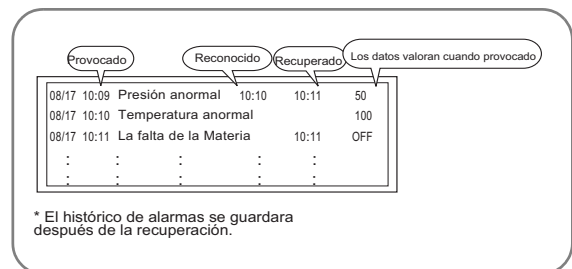 Provocado Reconocido Recuperado Los datos valoran cuando provocado
08/17 10:09 Presión anormal 10:10 10:11 50
08/17 10:10 Temperatura anormal 100
08/17 10:11 La falta de la Materia 10:11 OFF
: : : : :
: : : : :
* El histórico de alarmas se guardara
después de la recuperación.